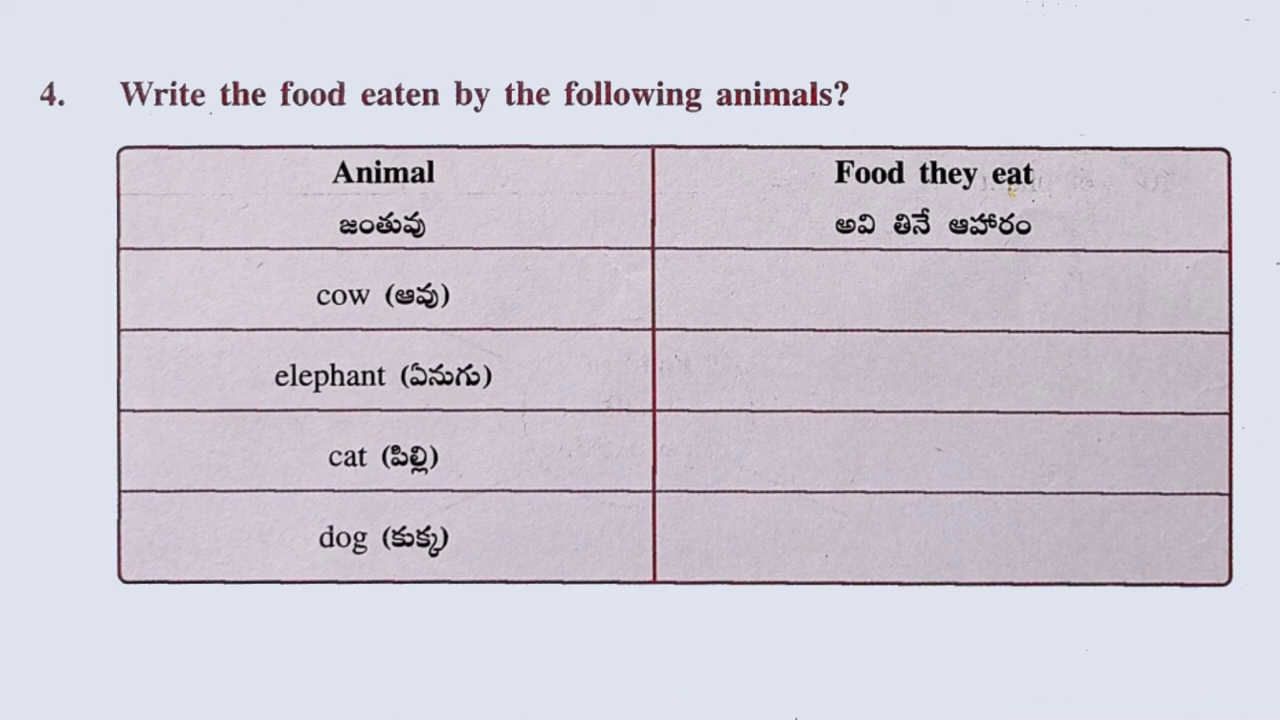 4. Write the food eaten by the following animals?
Animal Food they eat
జంతువు అవి తినే ఆహారం
cow (ఆవు)
elephant (ఏనుగు)
cat (పిల్లి)
dog (కుక్క)